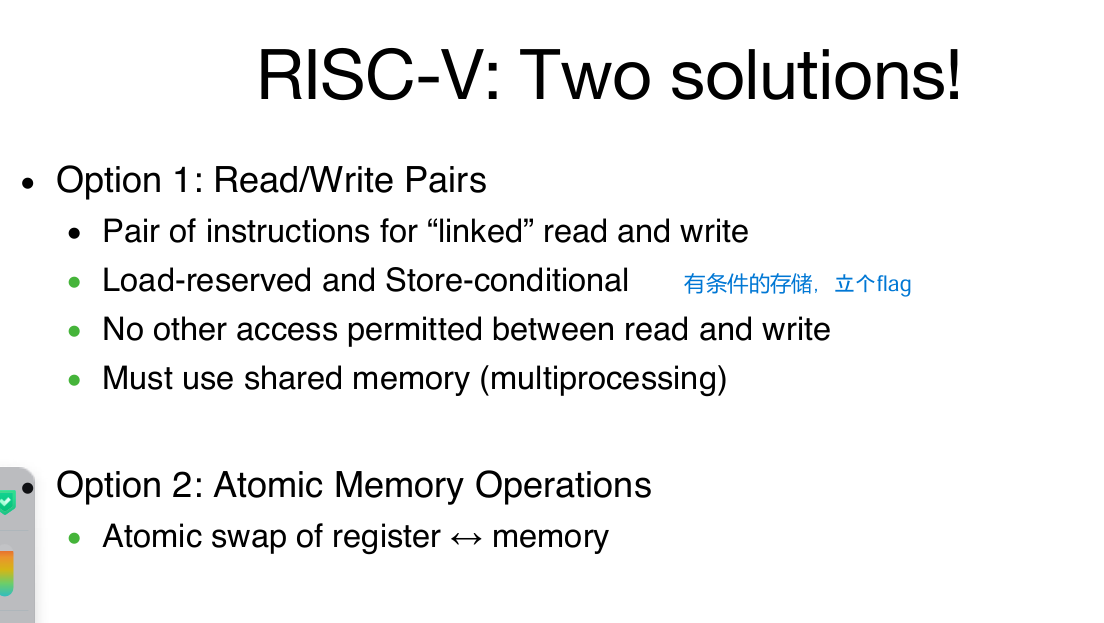 RISC-V: Two solutions!
Option 1: Read/Write Pairs
Pair of instructions for “linked” read and write
Load-reserved and Store-conditional 有条件的存储，立个flag
No other access permitted between read and write
Must use shared memory (multiprocessing)
Option 2: Atomic Memory Operations
Atomic swap of register ↔ memory